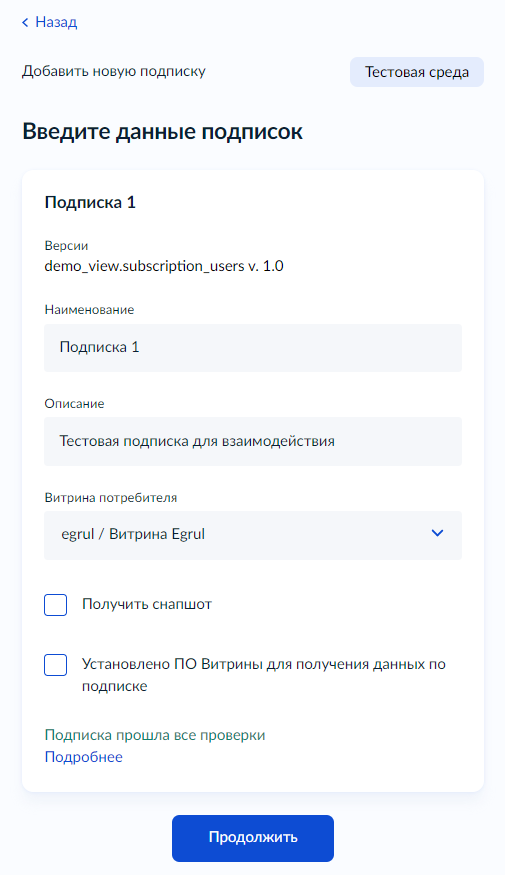 Назад
Добавить новую подписку
Тестовая среда
Введите данные подписок
Подписка 1
Версии
demo_view.subscription_users v. 1.0
Наименование
Подписка 1
Описание
Тестовая подписка для взаимодействия
Витрина потребителя
egrul / Витрина Egrul
Получить снапшот
Установлено ПО Витрины для получения данных по
подписке
Подписка прошла все проверки
Подробнее
Продолжить